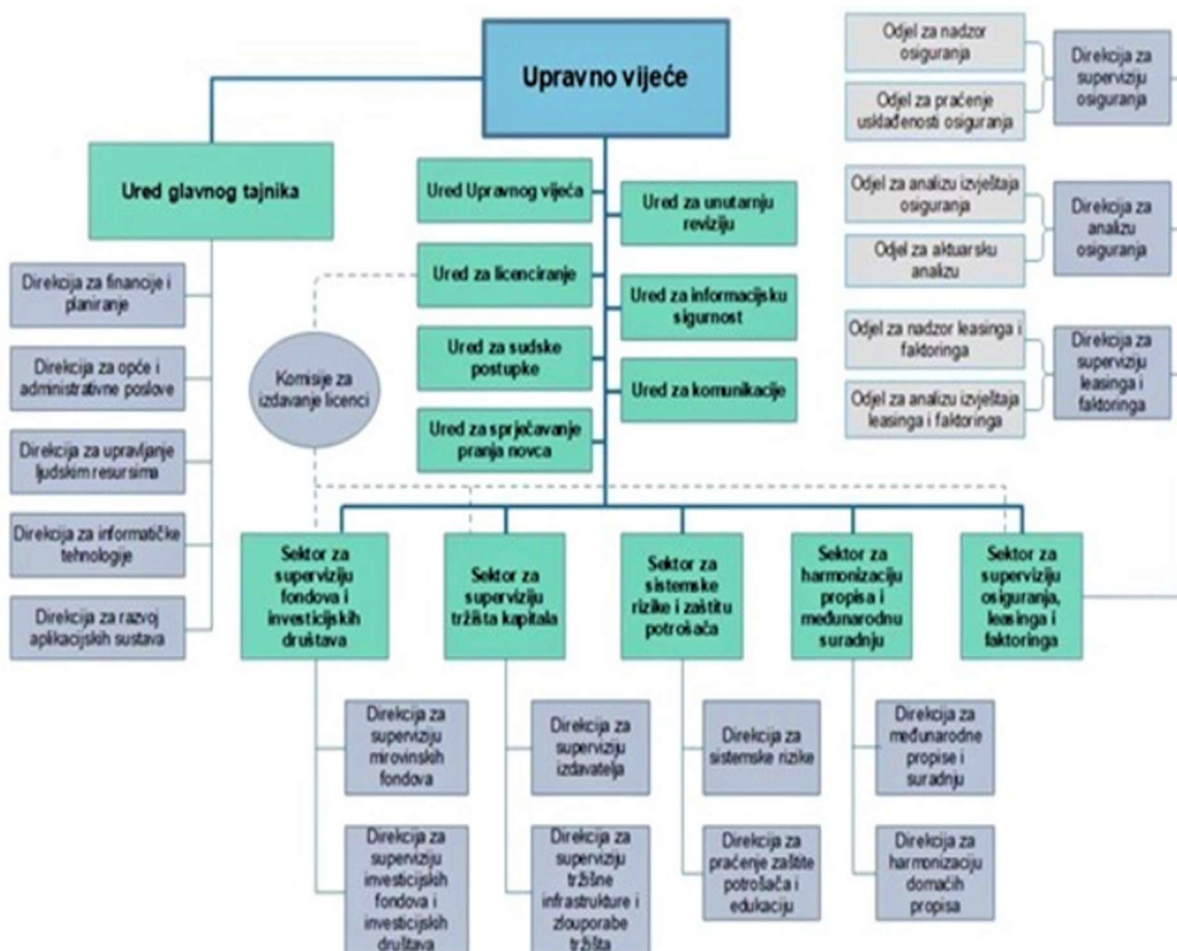 Upravno vijeće
Ured glavnog tajnika
Direkcija za financije i
planiranje
Direkcija za opće i
administrativne poslove
Direkcija za upravljanje
ljudskim resursima
Direkcija za informatičke
tehnologije
Direkcija za razvoj
aplikacijskih sustava
Ured Upravnog vijeća
Ured za unutarnju
reviziju
Ured za licenciranje
Ured za informacijsku
sigurnost
Ured za sudske
postupke
Ured za komunikacije
Ured za sprječavanje
pranja novca
Komisije za
izdavanje licenci
Odjel za nadzor
osiguranja
Odjel za praćenje
usklađenosti osiguranja
Direkcija za
superviziju
osiguranja
Odjel za analizu izvještaja
osiguranja
Odjel za aktuarsku
analizu
Direkcija za
analizu
osiguranja
Odjel za nadzor leasinga i
faktoringa
Odjel za analizu izvještaja
leasinga i faktoringa
Direkcija za
superviziju
leasinga i
faktoringa
Sektor za
superviziju
fondova i
investicijskih
društava
Direkcija za
superviziju
mirovinskih
fondova
Direkcija za
superviziju
investicijskih
fondova i
investicijskih
društava
Sektor za
superviziju
tržišta kapitala
Direkcija za
superviziju
izdavatelja
Direkcija za
superviziju
tržišne
infrastrukture i
zlouporabe
tržišta
Sektor za
sistemske
rizike i zaštitu
potrošača
Direkcija za
sistemske rizike
Direkcija za
praćenje zaštite
potrošača i
edukaciju
Sektor za
harmonizaciju
propisa i
međunarodnu
suradnju
Direkcija za
međunarodne
propise i
suradnju
Direkcija za
harmonizaciju
domaćih
propisa
Sektor za
superviziju
osiguranja,
leasinga i
faktoringa